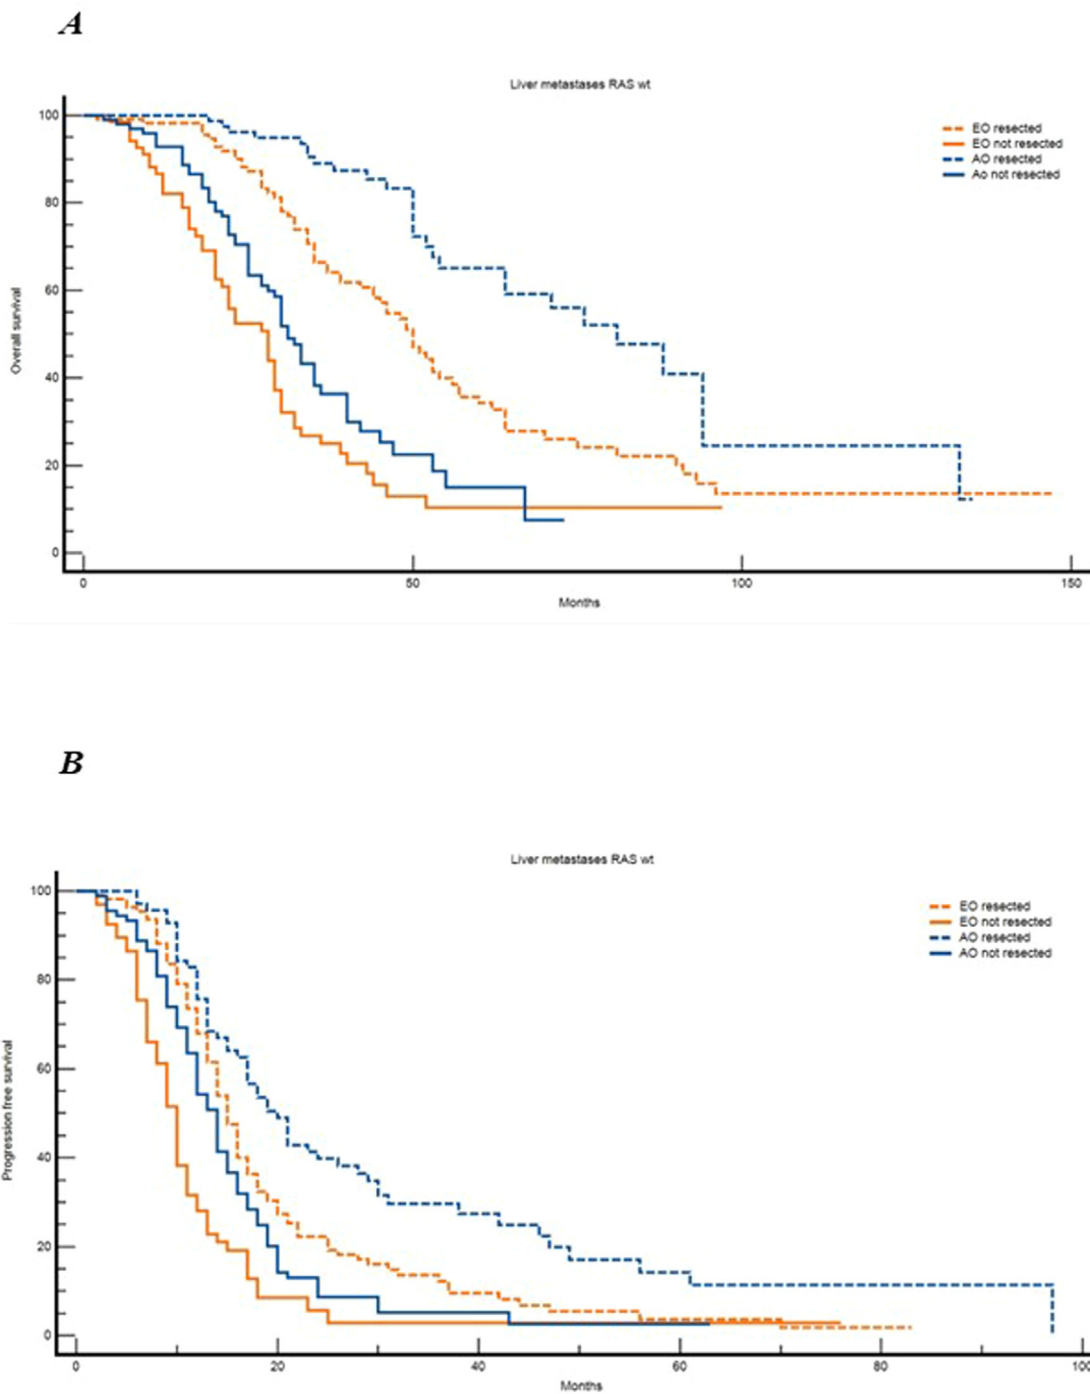 A
Liver metastases RAS wt
EO resected
EO not resected
AO resected
Ao not resected
Overall survival
100
80
60
40
20
0
0 50 100 150
Months
B
Liver metastases RAS wt
EO resected
EO not resected
AO resected
AO not resected
Progression free survival
100
80
60
40
20
0
0 20 40 60 80 100
Months